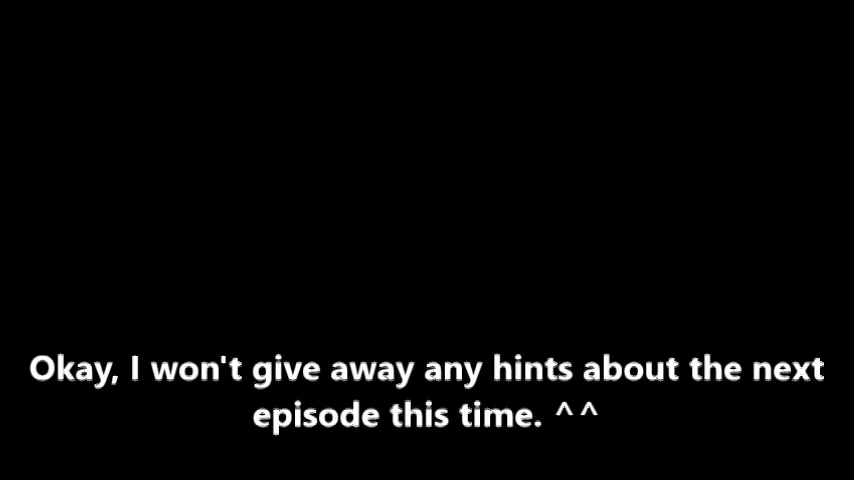 Okay, I won't give away any hints about the next
episode this time. ^^